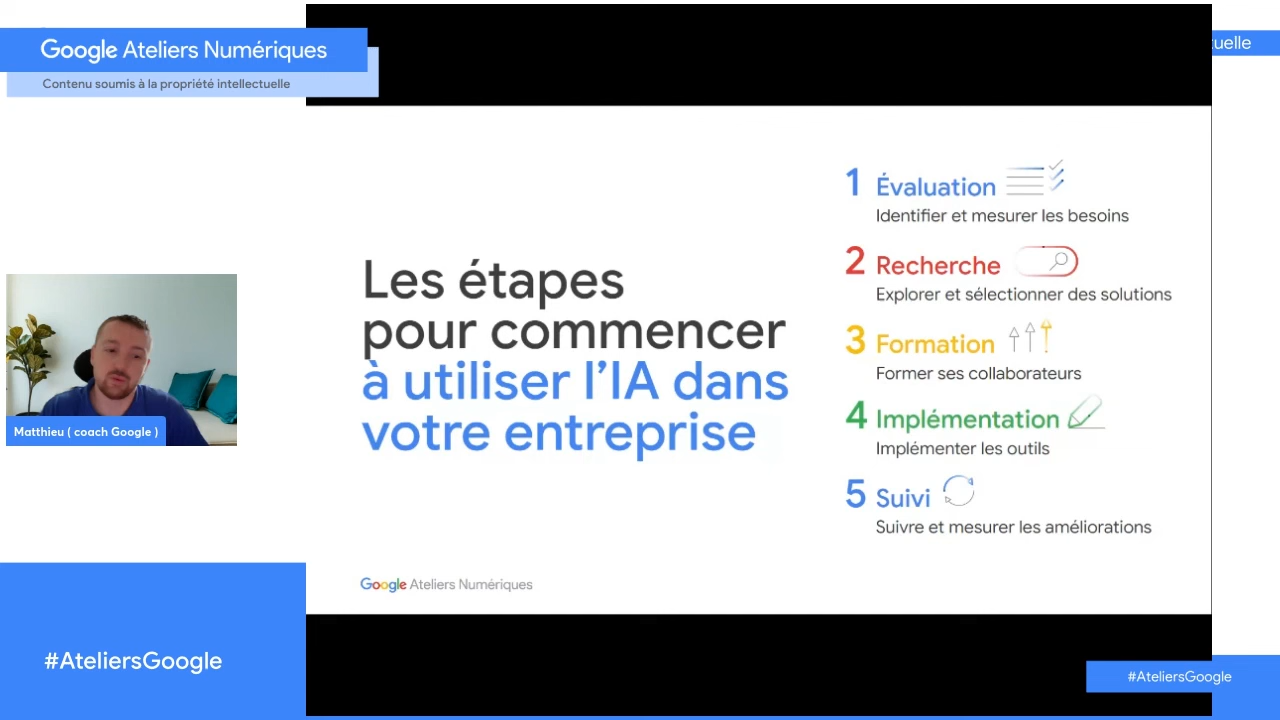 Google Ateliers Numériques
Contenu soumis à la propriété intellectuelle
tuelle
Les étapes
pour commencer
à utiliser l’IA dans
votre entreprise
1 Évaluation
Identifier et mesurer les besoins
2 Recherche
Explorer et sélectionner des solutions
3 Formation
Former ses collaborateurs
4 Implémentation
Implémenter les outils
5 Suivi
Suivre et mesurer les améliorations
Google Ateliers Numériques
Matthieu ( coach Google )
#AteliersGoogle
#AteliersGoogle